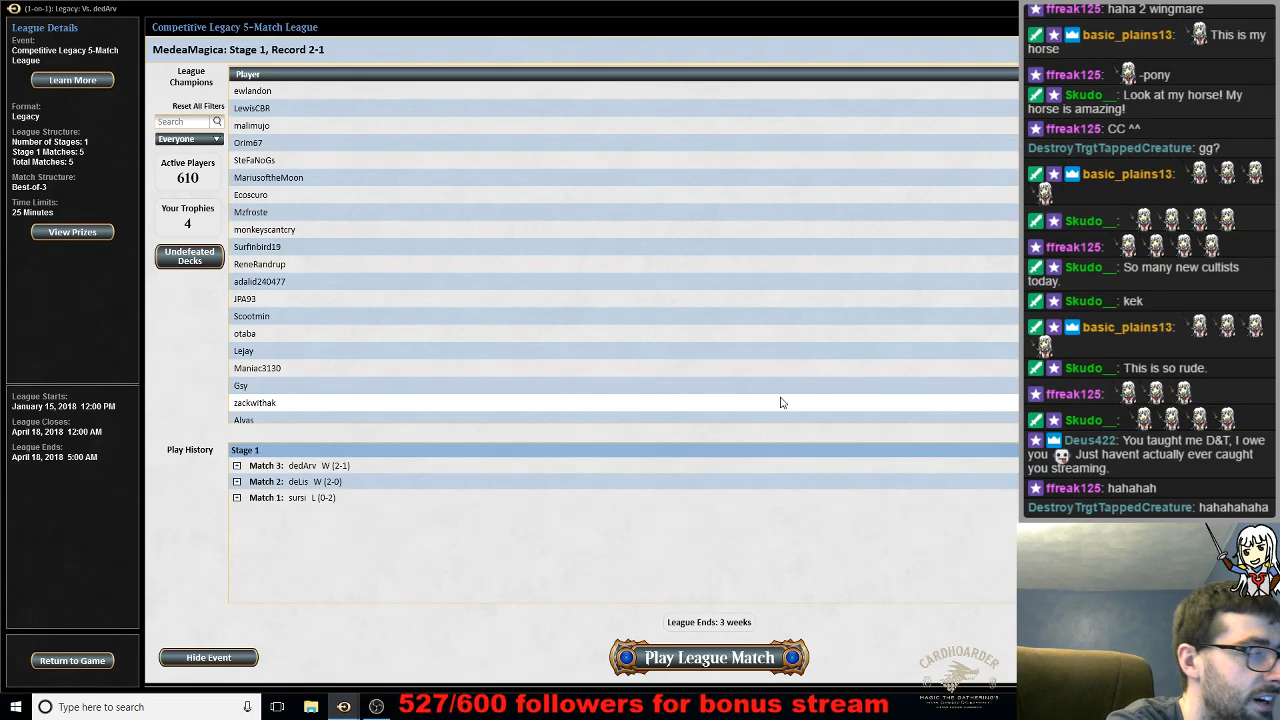 (1-on-1): Legacy: Vs. dedArv
League Details
Event:
Competitive Legacy 5-Match
League
Learn More
Format:
Legacy
League Structure:
Number of Stages: 1
Stage 1 Matches: 5
Total Matches: 5
Match Structure:
Best-of-3
Time Limits:
25 Minutes
View Prizes
League Starts:
January 15, 2018 12:00 PM
League Closes:
April 18, 2018 12:00 AM
League Ends:
April 18, 2018 5:00 AM
Return to Game
Competitive Legacy 5-Match League
MedeaMagica: Stage 1, Record 2-1
League
Champions
Reset All Filters
Search
Everyone
Active Players
610
Your Trophies
4
Undefeated
Decks
Player
ewlandon
LewisCBR
malimujo
Orim67
SteFaNoGs
MariusoftheMoon
Ecoscuro
Mzfroste
monkeyscantcry
Surfinbird19
ReneRandrup
adalid240477
JPA93
Scootmin
otaba
Lejay
Maniac3130
Gsy
zackwithak
Alvas
Play History
Stage 1
Match 3: dedArv W (2-1)
Match 2: deLis W (2-0)
Match 1: sursi L (0-2)
League Ends: 3 weeks
Hide Event
Play League Match
CARDHOARDER
MAGIC THE GATHERING'S
ffreak125: haha 2 wingmare
basic_plains13: This is my
horse
ffreak125: -pony
Skudo__: Look at my horse! My
horse is amazing!
ffreak125: CC ^^
DestroyTrgtTappedCreature: gg?
basic_plains13:
Skudo__:
ffreak125:
Skudo__: So many new cultists
today.
Skudo__: kek
basic_plains13:
Skudo__: This is so rude.
ffreak125:
Skudo__:
Deus422: You taught me D&T, I owe
you Just havent actually ever caught
you streaming.
ffreak125: hahahah
DestroyTrgtTappedCreature: hahahahaha
Type here to search
527/600 followers for bonus stream